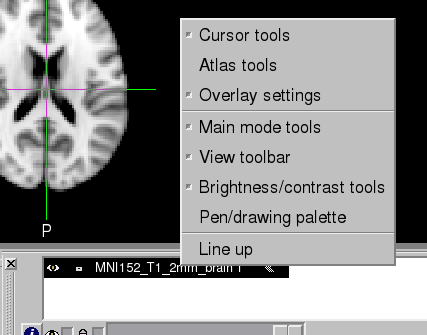 Cursor tools
Atlas tools
Overlay settings
Main mode tools
View toolbar
Brightness/contrast tools
Pen/drawing palette
Line up
P
MNI152_T1_2mm_brain